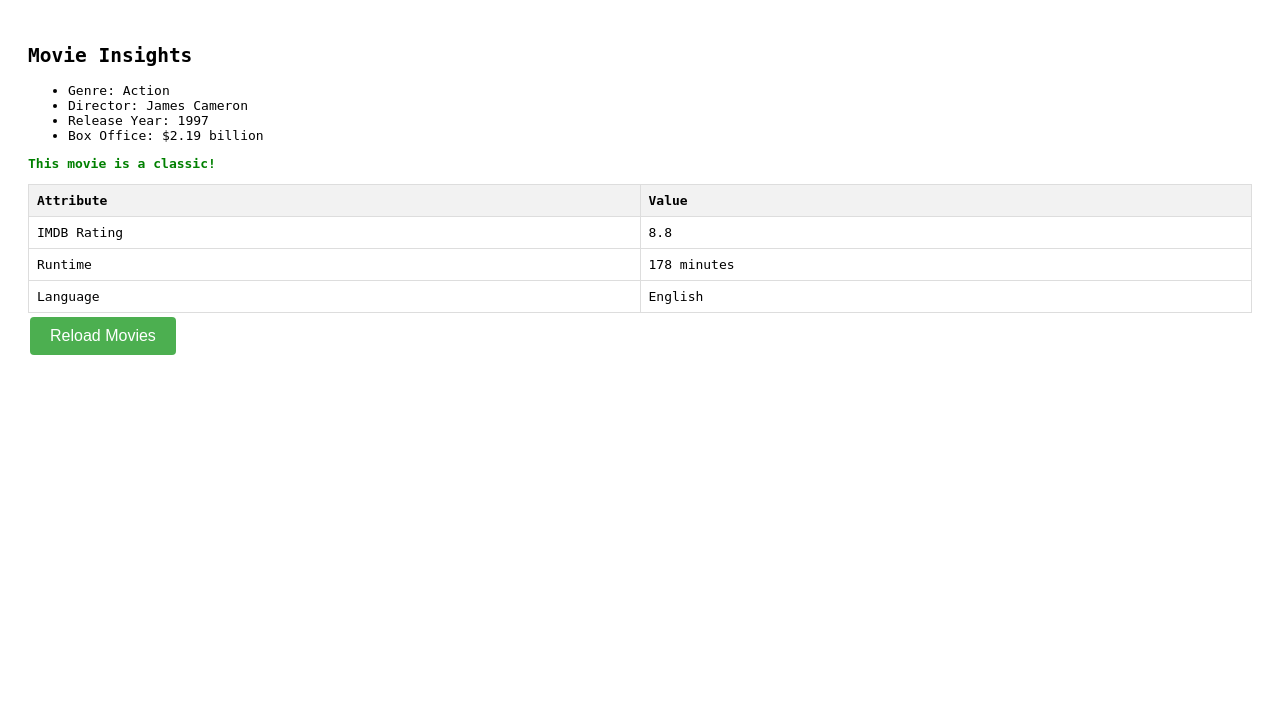 Movie Insights
• Genre: Action
• Director: James Cameron
• Release Year: 1997
• Box Office: $2.19 billion
This movie is a classic!
Attribute Value
IMDB Rating 8.8
Runtime 178 minutes
Language English
Reload Movies